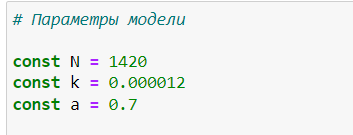 # Параметры модели
const N = 1420
const k = 0.000012
const a = 0.7